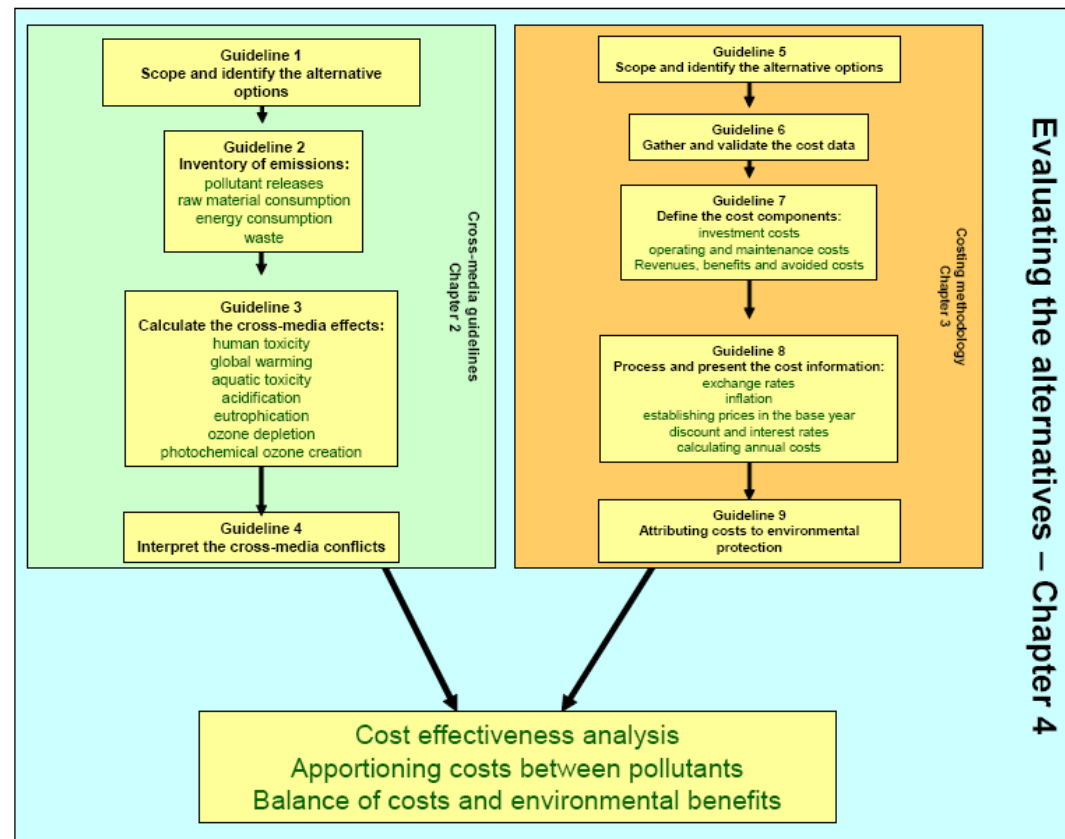 Guideline 1
Scope and identify the alternative
options
Guideline 2
Inventory of emissions:
pollutant releases
raw material consumption
energy consumption
waste
Guideline 3
Calculate the cross-media effects:
human toxicity
global warming
aquatic toxicity
acidification
eutrophication
ozone depletion
photochemical ozone creation
Guideline 4
Interpret the cross-media conflicts
Cross-media guidelines
Chapter 2
Guideline 5
Scope and identify the alternative options
Guideline 6
Gather and validate the cost data
Guideline 7
Define the cost components:
investment costs
operating and maintenance costs
Revenues, benefits and avoided costs
Guideline 8
Process and present the cost information:
exchange rates
inflation
establishing prices in the base year
discount and interest rates
calculating annual costs
Guideline 9
Attributing costs to environmental
protection
Costing methodology
Chapter 3
Evaluating the alternatives – Chapter 4
Cost effectiveness analysis
Apportioning costs between pollutants
Balance of costs and environmental benefits